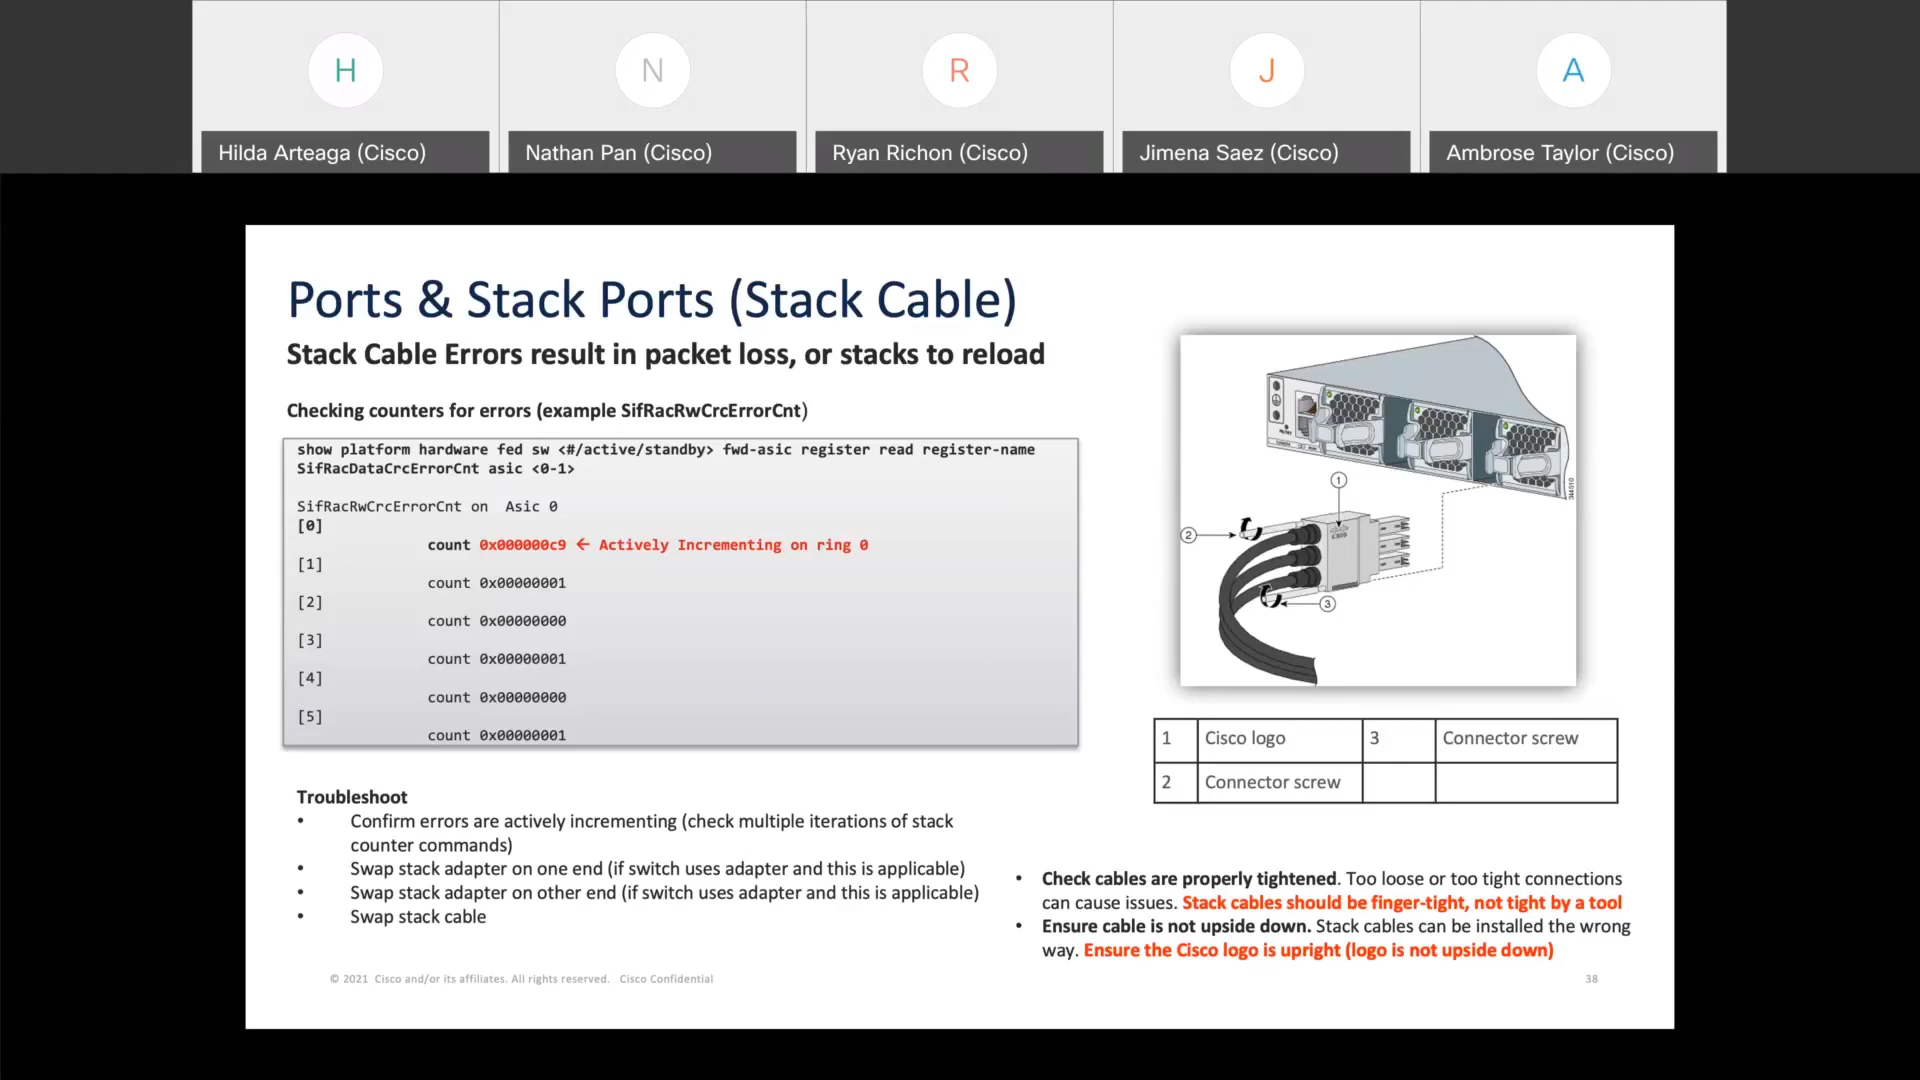 H
N
R
J
A
Hilda Arteaga (Cisco)
Nathan Pan (Cisco)
Ryan Richon (Cisco)
Jimena Saez (Cisco)
Ambrose Taylor (Cisco)
Ports & Stack Ports (Stack Cable)
Stack Cable Errors result in packet loss, or stacks to reload
Checking counters for errors (example SifRacRwCrcErrorCnt)
show platform hardware fed sw <#/active/standby> fwd-asic register read register-name
SifRacDataCrcErrorCnt asic <0-1>
SifRacRwCrcErrorCnt on Asic 0
[0]
count 0x000000c9 ← Actively Incrementing on ring 0
[1]
count 0x00000001
[2]
count 0x00000000
[3]
count 0x00000001
[4]
count 0x00000000
[5]
count 0x00000001
1
2
3
1 Cisco logo 3 Connector screw
2 Connector screw
Troubleshoot
• Confirm errors are actively incrementing (check multiple iterations of stack
counter commands)
• Swap stack adapter on one end (if switch uses adapter and this is applicable)
• Swap stack adapter on other end (if switch uses adapter and this is applicable)
• Swap stack cable
• Check cables are properly tightened. Too loose or too tight connections
can cause issues. Stack cables should be finger-tight, not tight by a tool
• Ensure cable is not upside down. Stack cables can be installed the wrong
way. Ensure the Cisco logo is upright (logo is not upside down)
© 2021 Cisco and/or its affiliates. All rights reserved. Cisco Confidential
38